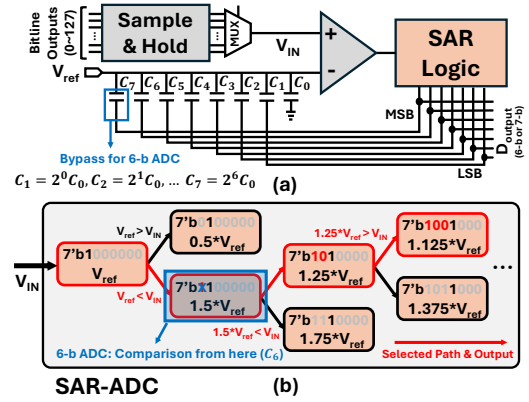 (a)
Bitline
Outputs
(0~127)
Sample
& Hold
MUX
V_IN
+
-
SAR
Logic
V_ref
C_7 C_6 C_5 C_4 C_3 C_2 C_1 C_0
MSB
LSB
D_output
(6-b or 7-b)
Bypass for 6-b ADC
C_1 = 2^0C_0, C_2 = 2^1C_0, ... C_7 = 2^6C_0
(a)
V_IN
7'b1000000
V_ref
V_ref>V_IN
V_ref<V_IN
7'b0100000
0.5*V_ref
7'bx100000
1.5*V_ref
1.5*V_ref<V_IN
7'b1010000
1.25*V_ref
7'b1110000
1.75*V_ref
1.25*V_ref>V_IN
7'b1001000
1.125*V_ref
7'b1011000
1.375*V_ref
...
6-b ADC: Comparison from here (C_6)
Selected Path & Output
SAR-ADC
(b)